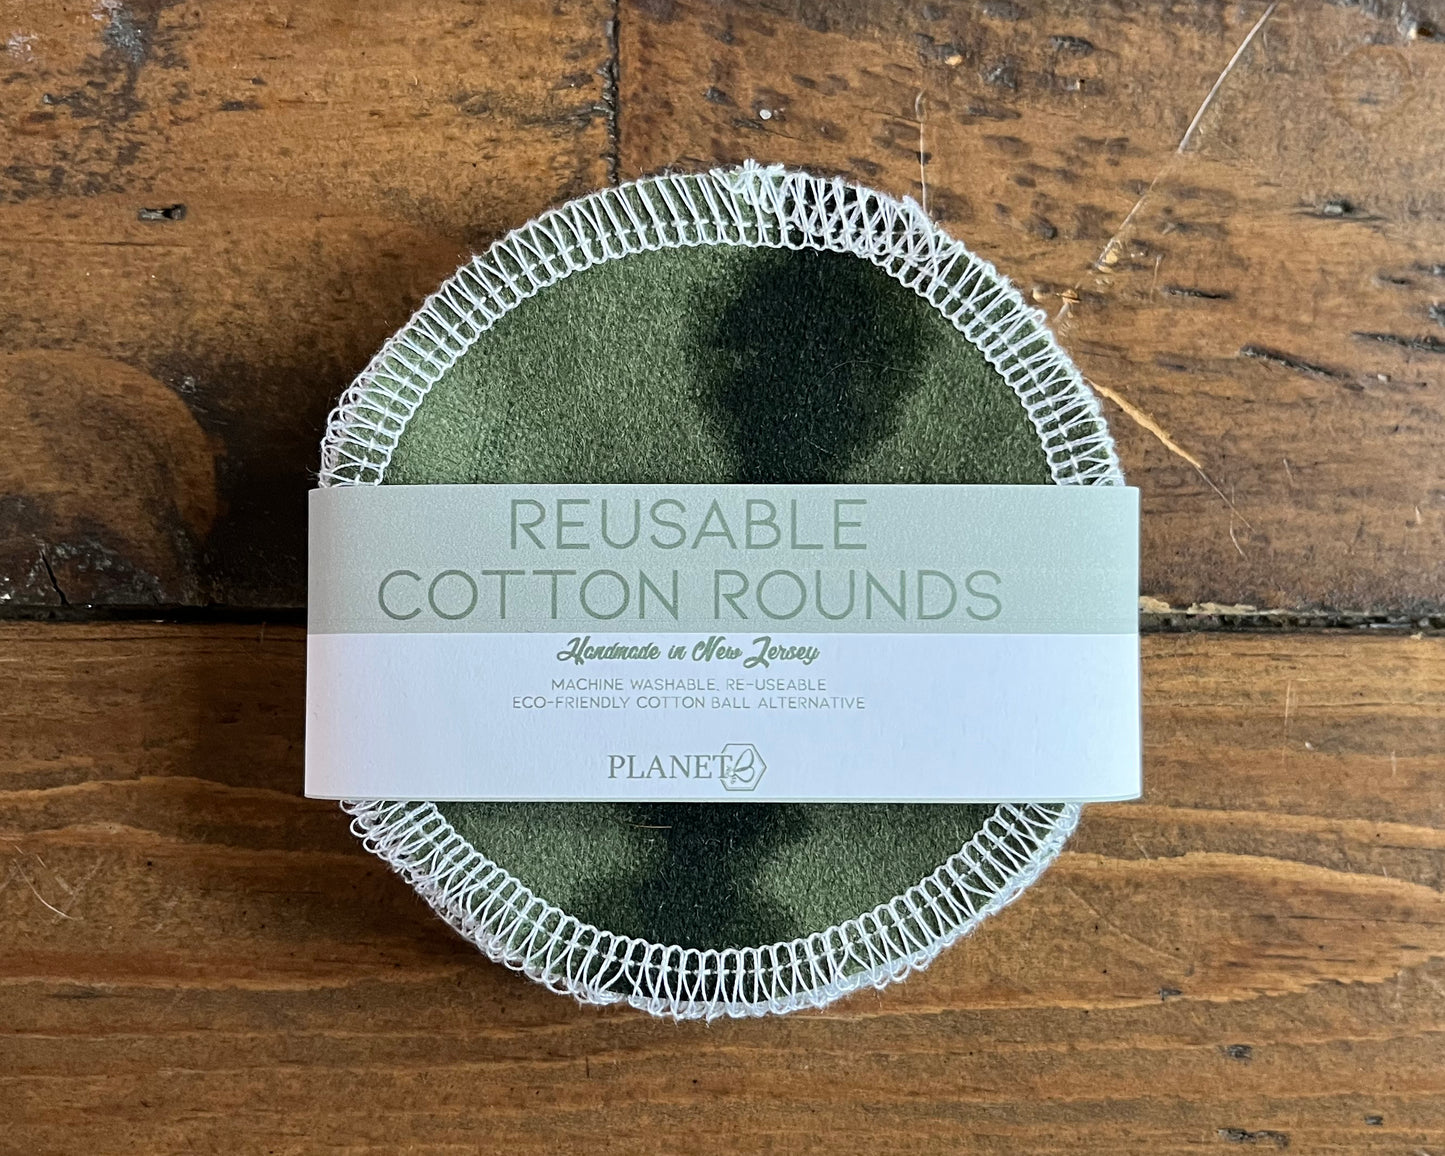 REUSABLE
COTTON ROUNDS
Handmade in New Jersey
MACHINE WASHABLE, RE-USEABLE
ECO-FRIENDLY COTTON BALL ALTERNATIVE
PLANET B